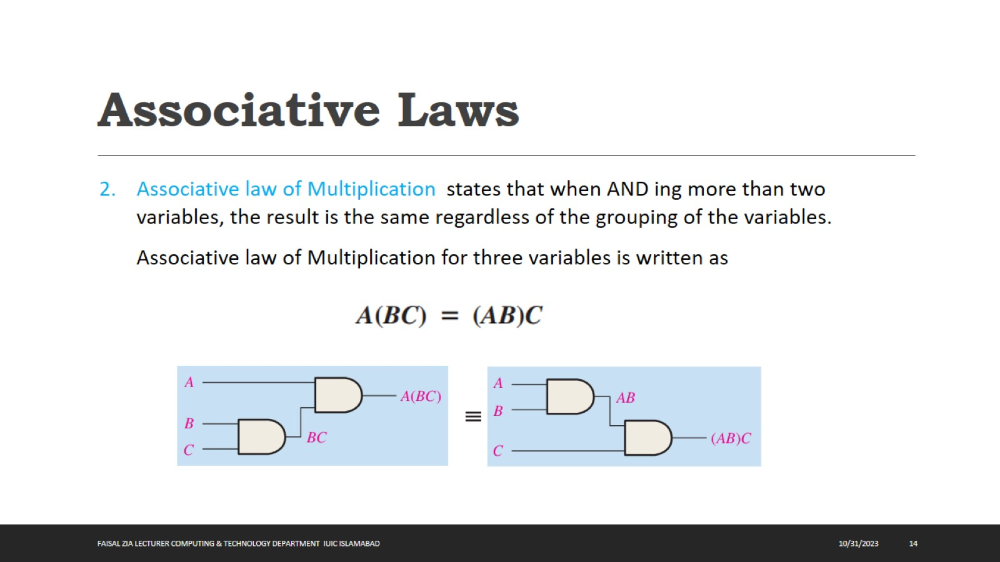 Associative Laws
2. Associative law of Multiplication states that when AND ing more than two
variables, the result is the same regardless of the grouping of the variables.
Associative law of Multiplication for three variables is written as
A(BC) = (AB)C
A
A(BC)
B
BC
C
≡
A
AB
B
(AB)C
C
FAISAL ZIA LECTURER COMPUTING & TECHNOLOGY DEPARTMENT IUIC ISLAMABAD
10/31/2023
14